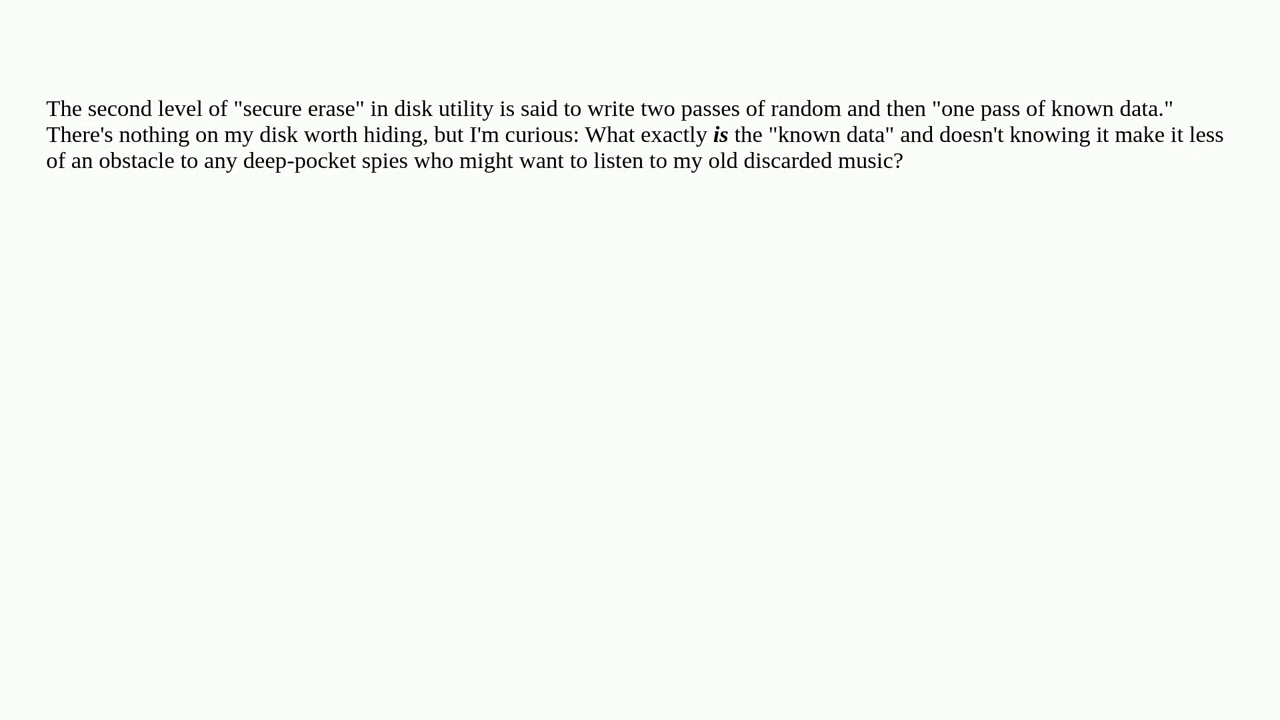 The second level of "secure erase" in disk utility is said to write two passes of random and then "one pass of known data."
There's nothing on my disk worth hiding, but I'm curious: What exactly is the "known data" and doesn't knowing it make it less
of an obstacle to any deep-pocket spies who might want to listen to my old discarded music?